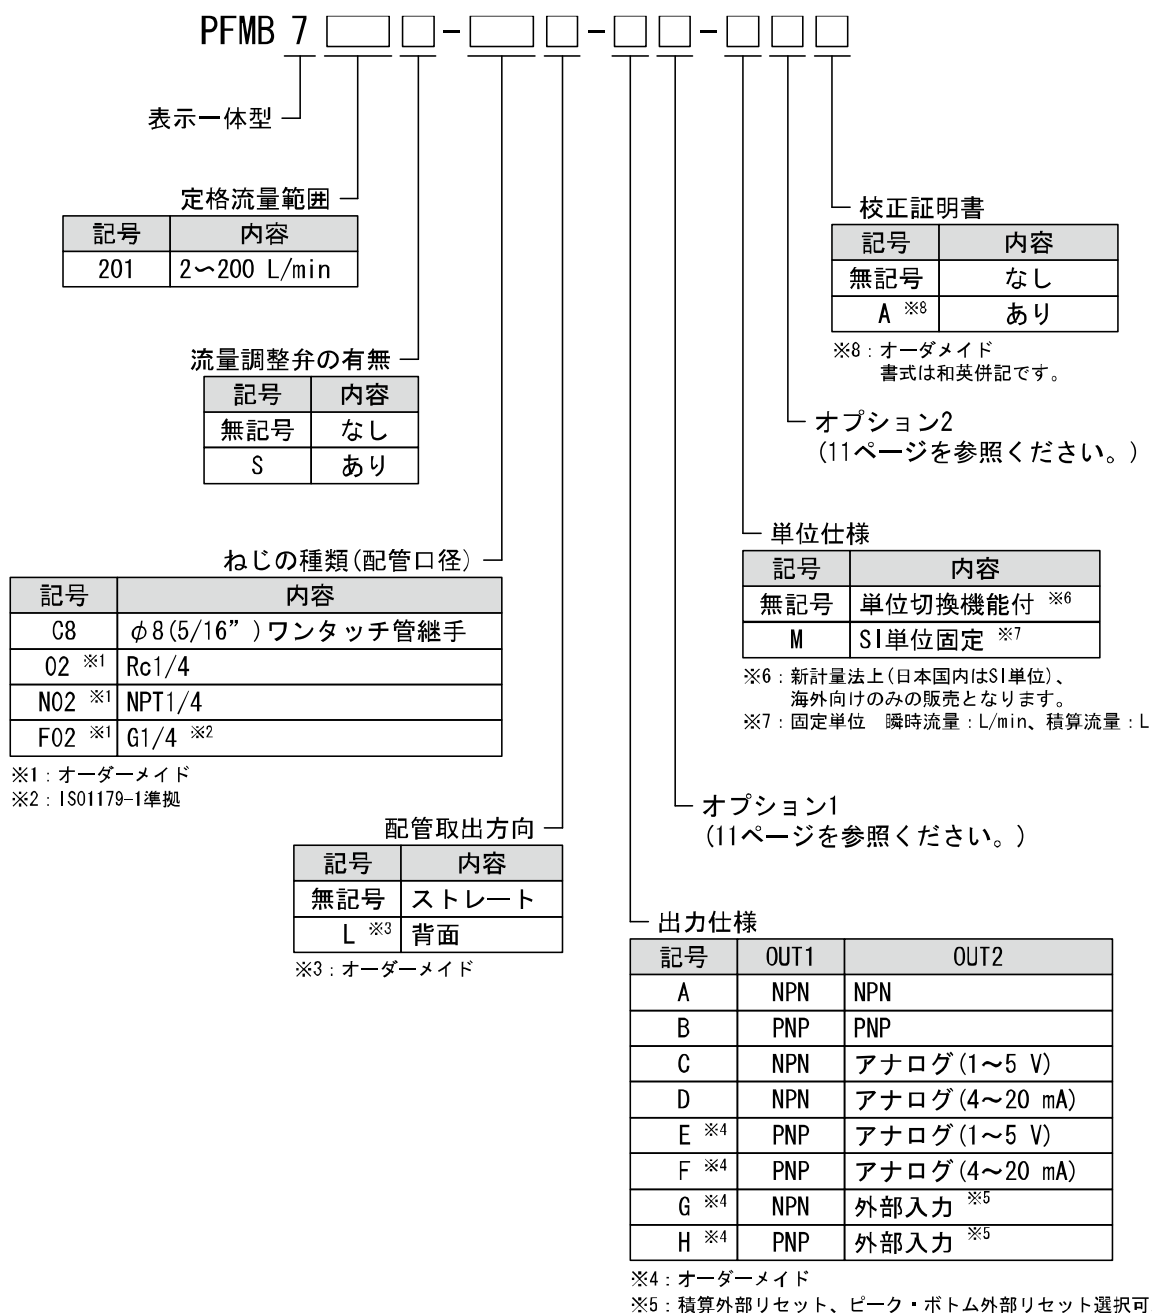 PFMB 7 □ □ - □ □ - □ □ - □ □ □
表示一体型
定格流量範囲
記号 内容
201 2～200 L/min
流量調整弁の有無
記号 内容
無記号 なし
S あり
ねじの種類(配管口径)
記号 内容
C8 φ8(5/16”)ワンタッチ管継手
02 ※1 Rc1/4
N02 ※1 NPT1/4
F02 ※1 G1/4 ※2
※1：オーダーメイド
※2：ISO1179-1準拠
配管取出方向
記号 内容
無記号 ストレート
L ※3 背面
※3：オーダーメイド
校正証明書
記号 内容
無記号 なし
A ※8 あり
※8：オーダメイド
書式は和英併記です。
オプション2
(11ページを参照ください。)
単位仕様
記号 内容
無記号 単位切換機能付 ※6
M SI単位固定 ※7
※6：新計量法上(日本国内はSI単位)、
海外向けのみの販売となります。
※7：固定単位 瞬時流量：L/min、積算流量：L
オプション1
(11ページを参照ください。)
出力仕様
記号 OUT1 OUT2
A NPN NPN
B PNP PNP
C NPN アナログ(1～5 V)
D NPN アナログ(4～20 mA)
E ※4 PNP アナログ(1～5 V)
F ※4 PNP アナログ(4～20 mA)
G ※4 NPN 外部入力 ※5
H ※4 PNP 外部入力 ※5
※4：オーダーメイド
※5：積算外部リセット、ピーク・ボトム外部リセット選択可